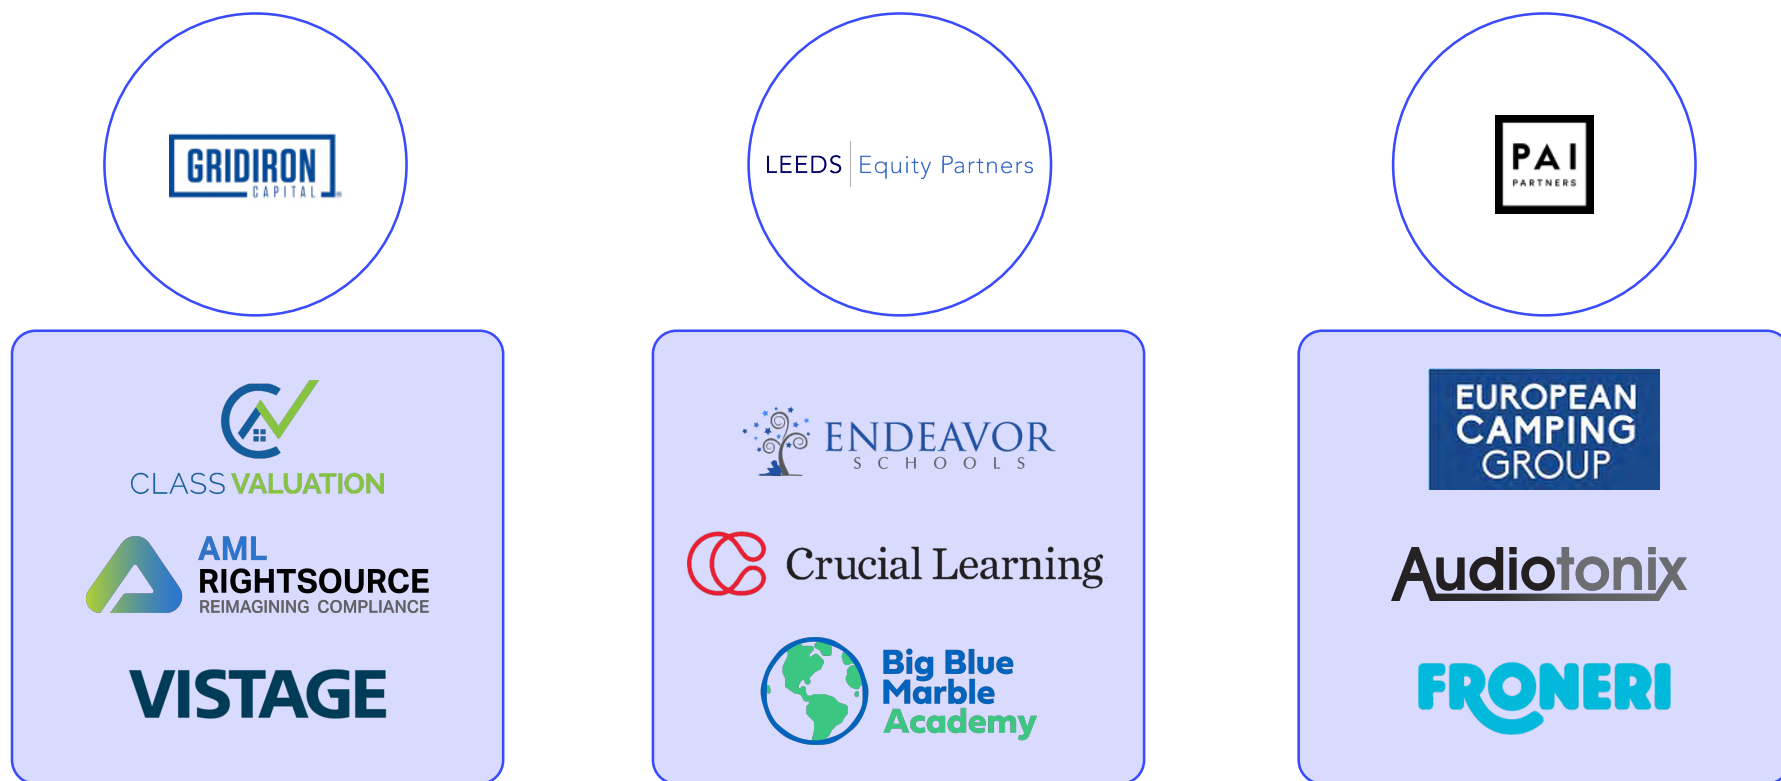 GRIDIRON
CAPITAL
LEEDS Equity Partners
PAI
PARTNERS
CLASS VALUATION
AML
RIGHTSOURCE
REIMAGINING COMPLIANCE
VISTAGE
ENDEAVOR
SCHOOLS
Crucial Learning
Big Blue
Marble
Academy
EUROPEAN
CAMPING
GROUP
Audiotonix
FRONERI